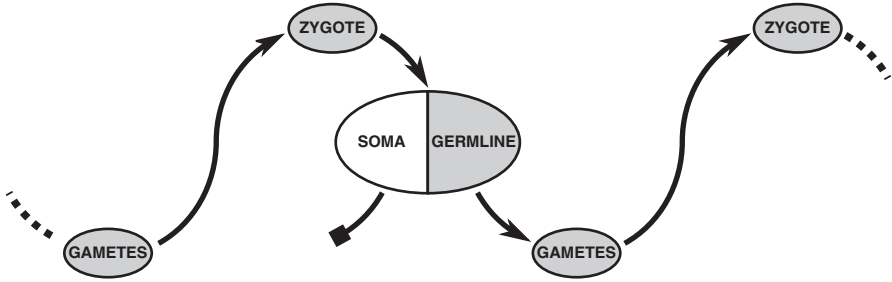 ZYGOTE
ZYGOTE
SOMA
GERMLINE
GAMETES
GAMETES